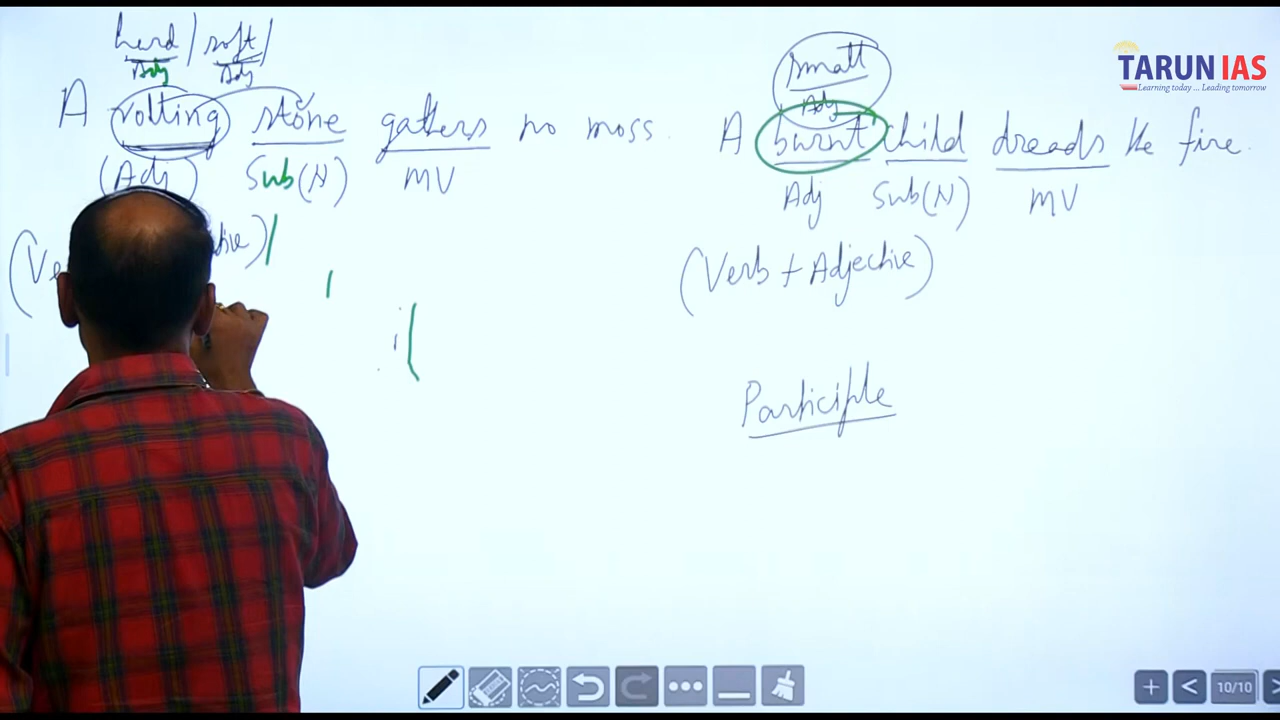 hard / soft /
Adj Adj
A rolling stone gathers no moss.
(Adj) Sub(N) MV
small
Adj
A burnt child dreads the fire.
Adj Sub(N) MV
(Verb + Adjective)
Participle
TARUN IAS
Learning today ... Leading tomorrow
10/10